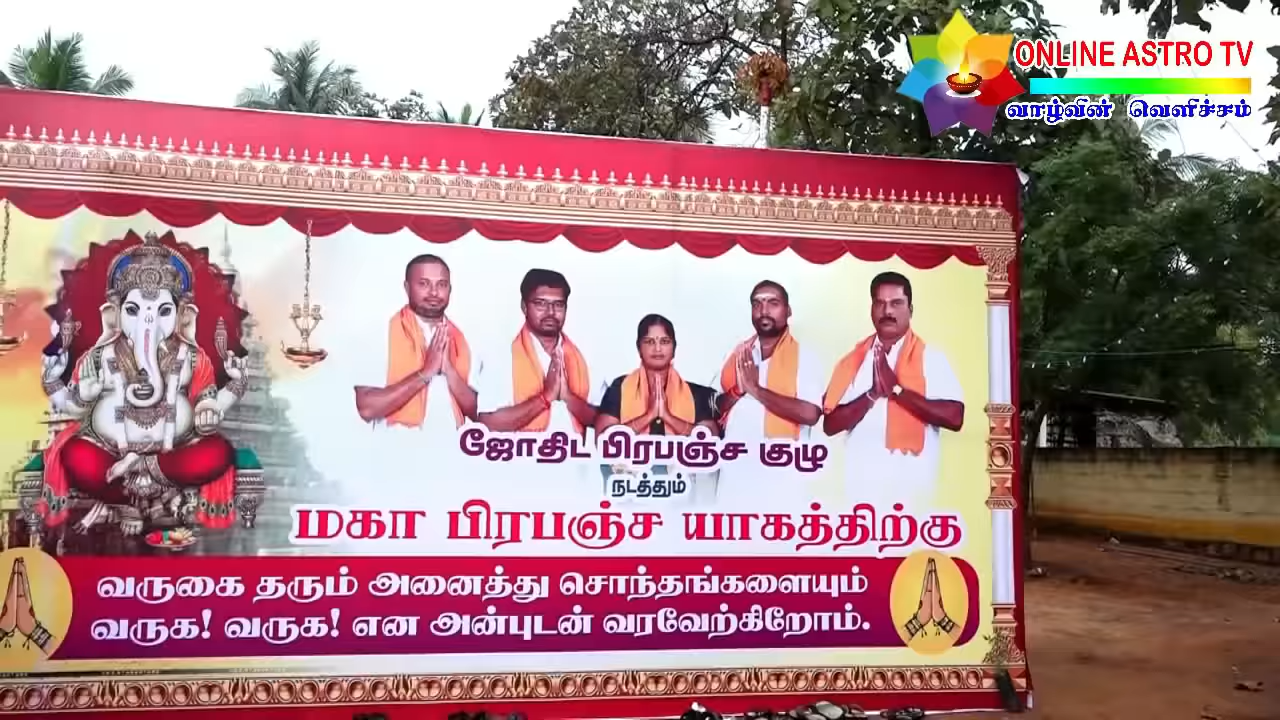 ONLINE ASTRO TV
வாழ்வின் வெளிச்சம்
ஜோதிட பிரபஞ்ச குழு
நடத்தும்
மகா பிரபஞ்ச யாகத்திற்கு
வருகை தரும் அனைத்து சொந்தங்களையும்
வருக! வருக! என அன்புடன் வரவேற்கிறோம்.